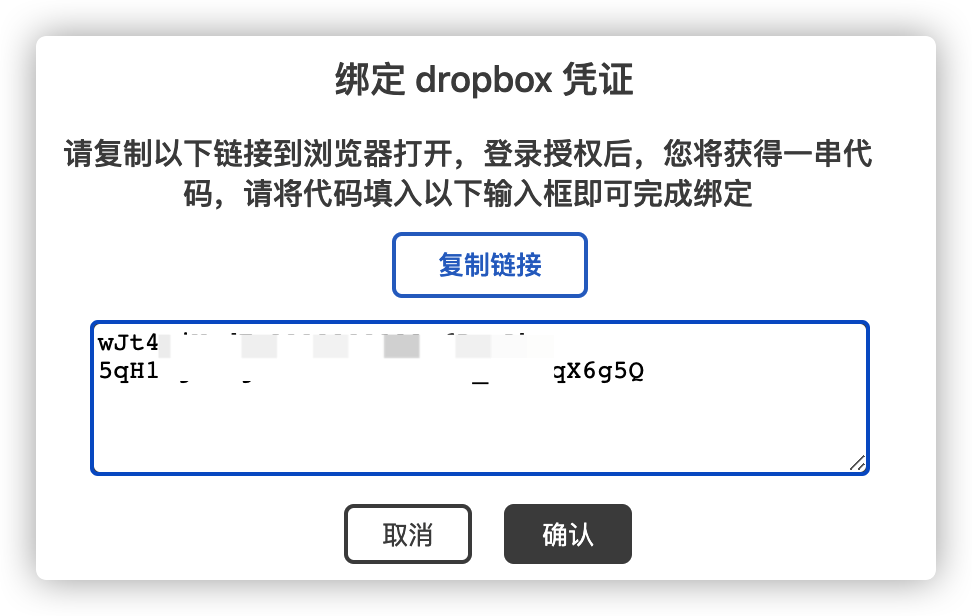 绑定 dropbox 凭证
请复制以下链接到浏览器打开，登录授权后，您将获得一串代
码，请将代码填入以下输入框即可完成绑定
复制链接
wJt4
5qH1 qX6g5Q
取消 确认